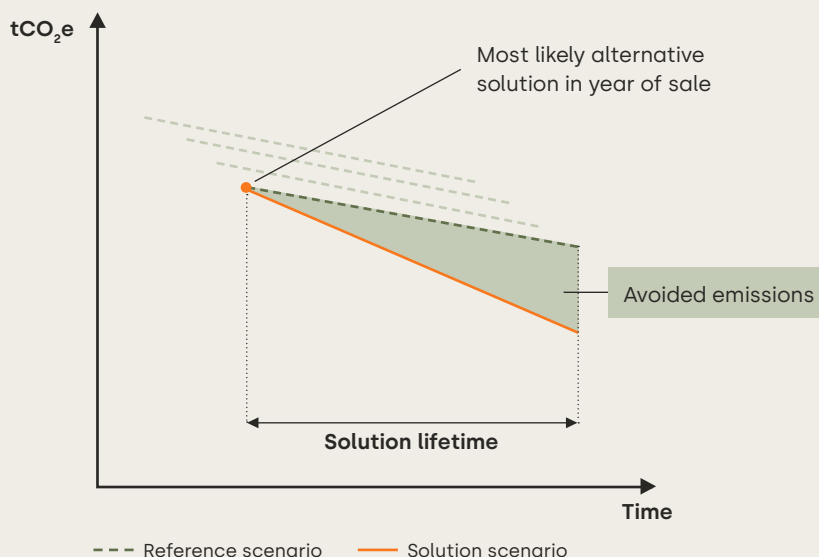 tCO₂e
Most likely alternative
solution in year of sale
Avoided emissions
Solution lifetime
Time
Reference scenario
Solution scenario